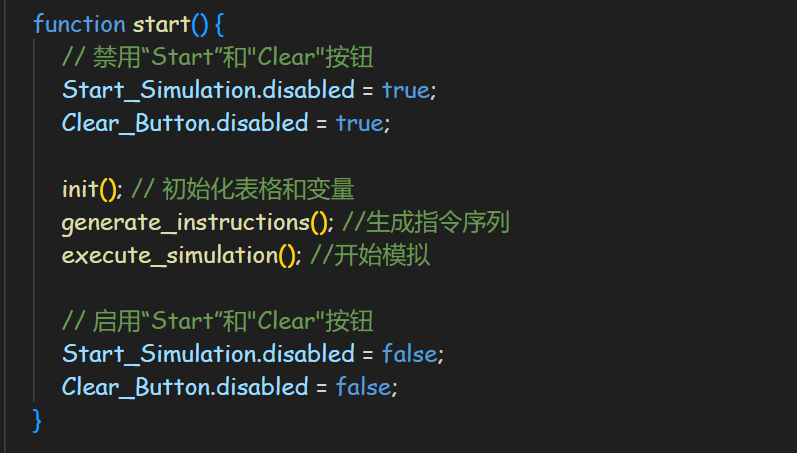 function start() {
// 禁用“Start”和"Clear"按钮
Start_Simulation.disabled = true;
Clear_Button.disabled = true;
init(); // 初始化表格和变量
generate_instructions(); //生成指令序列
execute_simulation(); //开始模拟
// 启用“Start”和"Clear"按钮
Start_Simulation.disabled = false;
Clear_Button.disabled = false;
}